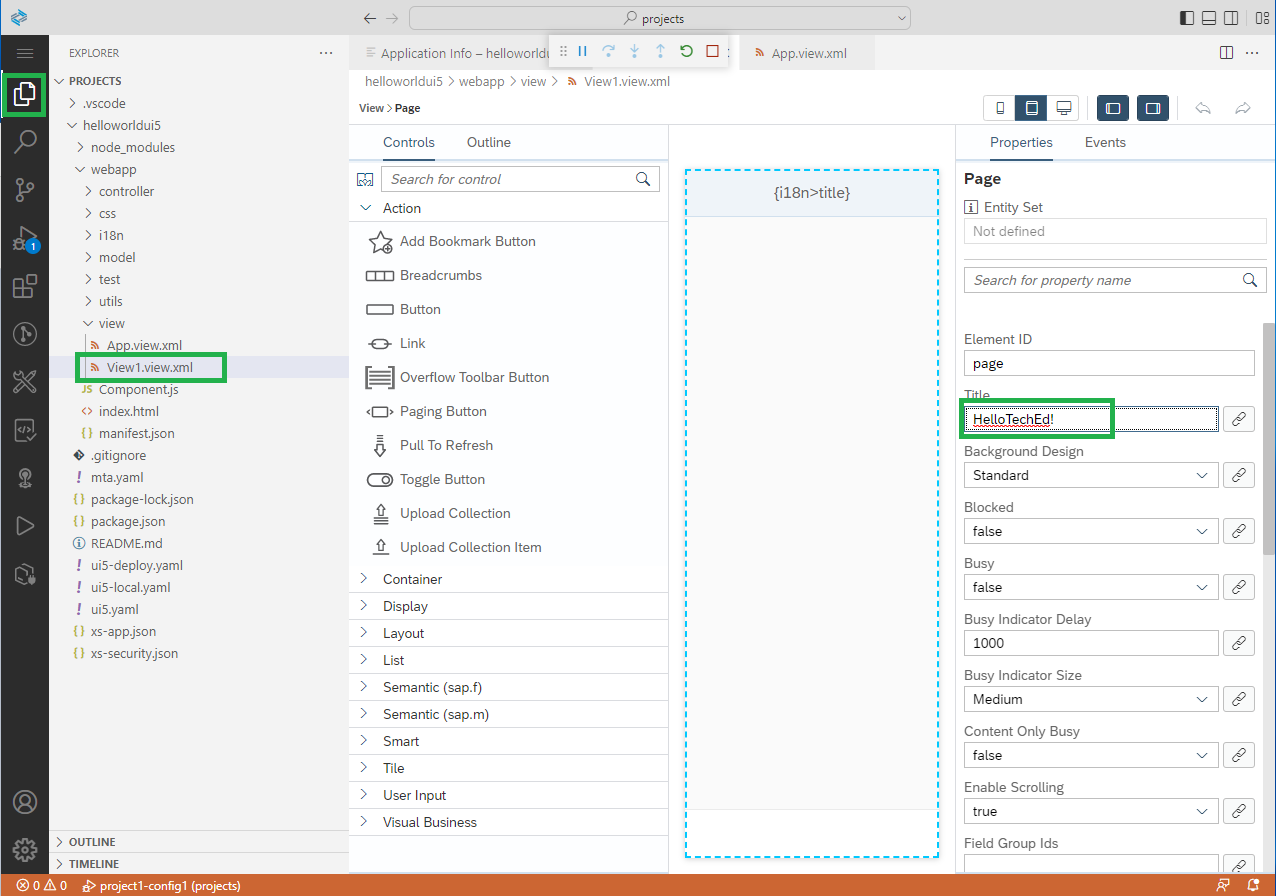 projects
EXPLORER
PROJECTS
.vscode
helloworldui5
node_modules
webapp
controller
css
i18n
model
test
utils
view
App.view.xml
View1.view.xml
JS Component.js
<> index.html
{} manifest.json
.gitignore
! mta.yaml
{} package-lock.json
{} package.json
README.md
! ui5-deploy.yaml
! ui5-local.yaml
! ui5.yaml
{} xs-app.json
{} xs-security.json
OUTLINE
TIMELINE
1
Application Info – helloworldu
App.view.xml
helloworldui5 > webapp > view > View1.view.xml
View > Page
Controls
Outline
Search for control
Action
Add Bookmark Button
Breadcrumbs
Button
Link
Overflow Toolbar Button
Paging Button
Pull To Refresh
Toggle Button
Upload Collection
Upload Collection Item
Container
Display
Layout
List
Semantic (sap.f)
Semantic (sap.m)
Smart
Tile
User Input
Visual Business
{i18n>title}
Properties
Events
Page
Entity Set
Not defined
Search for property name
Element ID
page
Title
HelloTechEd!
Background Design
Standard
Blocked
false
Busy
false
Busy Indicator Delay
1000
Busy Indicator Size
Medium
Content Only Busy
false
Enable Scrolling
true
Field Group Ids
0 0
project1-config1 (projects)